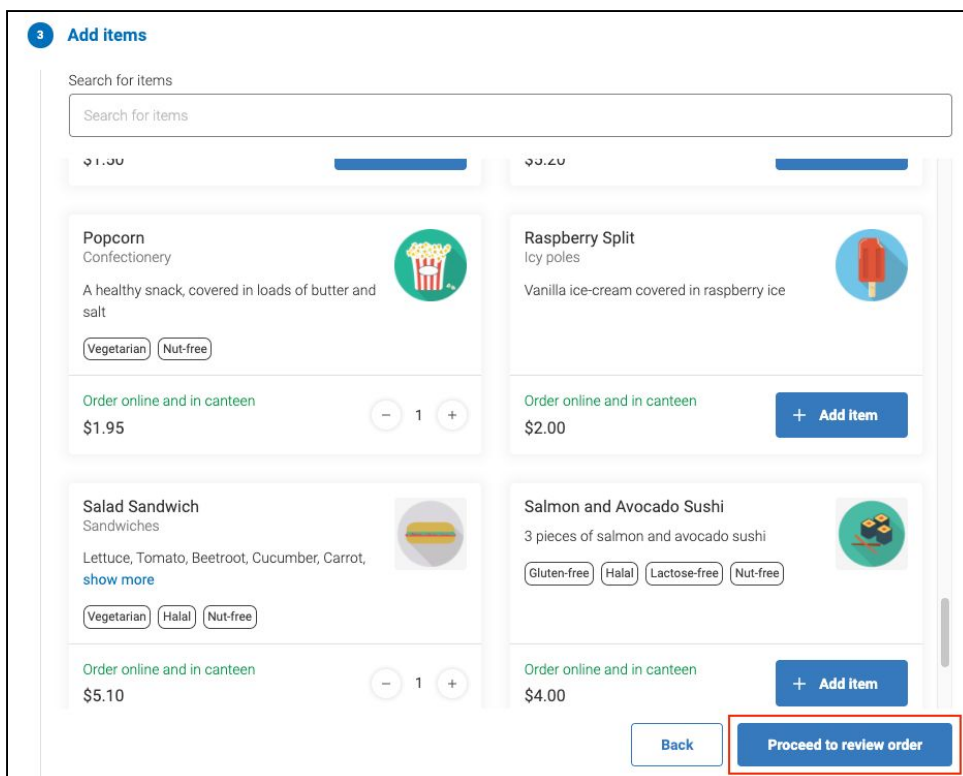 3 Add items
Search for items
Search for items
$1.50
$5.20
Popcorn
Confectionery
A healthy snack, covered in loads of butter and
salt
Vegetarian Nut-free
Order online and in canteen
$1.95
− 1 +
Raspberry Split
Icy poles
Vanilla ice-cream covered in raspberry ice
Order online and in canteen
$2.00
+ Add item
Salad Sandwich
Sandwiches
Lettuce, Tomato, Beetroot, Cucumber, Carrot,
show more
Vegetarian Halal Nut-free
Order online and in canteen
$5.10
− 1 +
Salmon and Avocado Sushi
3 pieces of salmon and avocado sushi
Gluten-free Halal Lactose-free Nut-free
Order online and in canteen
$4.00
+ Add item
Back Proceed to review order